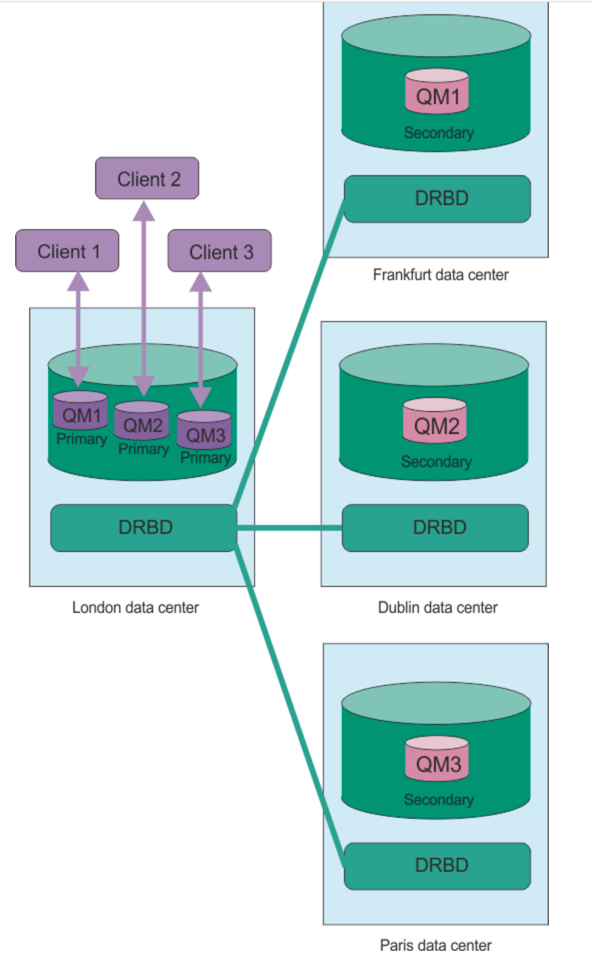 QM1
Secondary
DRBD
Frankfurt data center
Client 2
Client 1
Client 3
QM1
Primary
QM2
Primary
QM3
Primary
DRBD
London data center
QM2
Secondary
DRBD
Dublin data center
QM3
Secondary
DRBD
Paris data center